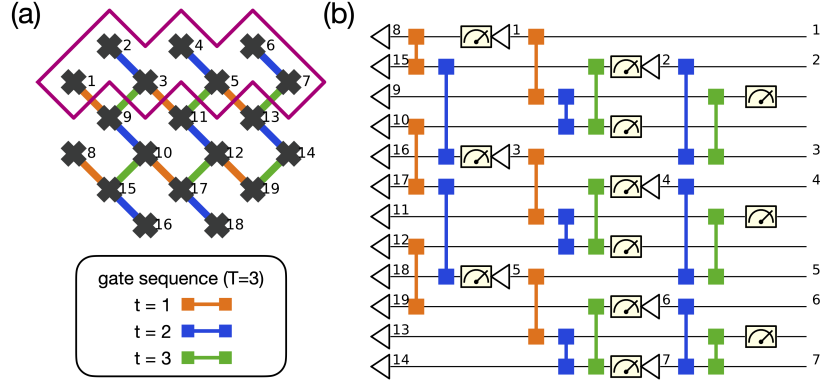 (a)
2 4 6
1 3 5 7
9 11 13
8 10 12 14
15 17 19
16 18
gate sequence (T=3)
t = 1
t = 2
t = 3
(b)
8 1 1
15 2 2
9
10
16 3 3
17 4 4
11
12
18 5 5
19 6 6
13
14 7 7